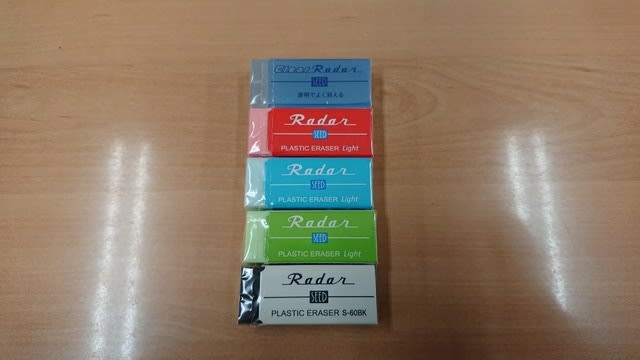 Clear Radar
SEED
透明でよく消える
Radar
SEED
PLASTIC ERASER Light
Radar
SEED
PLASTIC ERASER Light
Radar
SEED
PLASTIC ERASER Light
Radar
SEED
PLASTIC ERASER S-60BK